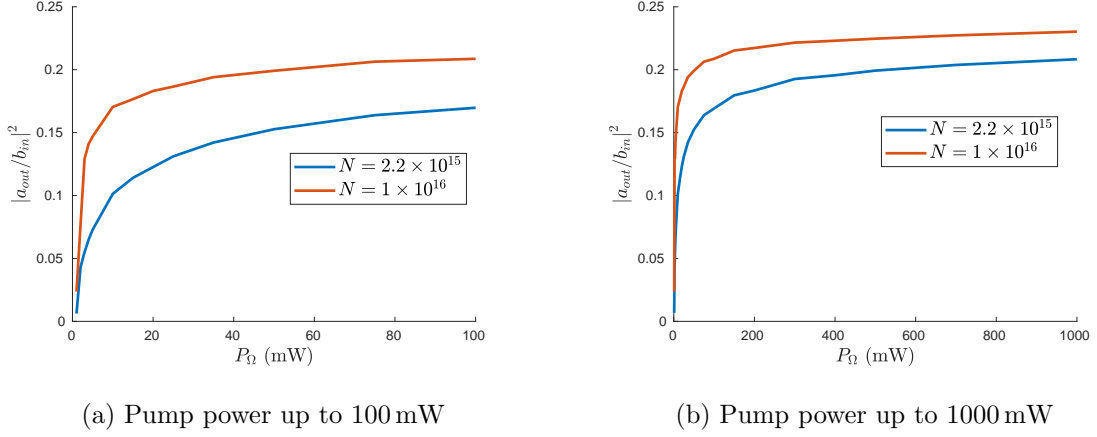 0.25
0.2
0.15
0.1
0.05
0
|a_{out}/b_{in}|^2
N = 2.2 × 10^{15}
N = 1 × 10^{16}
0 20 40 60 80 100
P_Ω (mW)
(a) Pump power up to 100 mW
0.25
0.2
0.15
0.1
0.05
0
|a_{out}/b_{in}|^2
N = 2.2 × 10^{15}
N = 1 × 10^{16}
0 200 400 600 800 1000
P_Ω (mW)
(b) Pump power up to 1000 mW